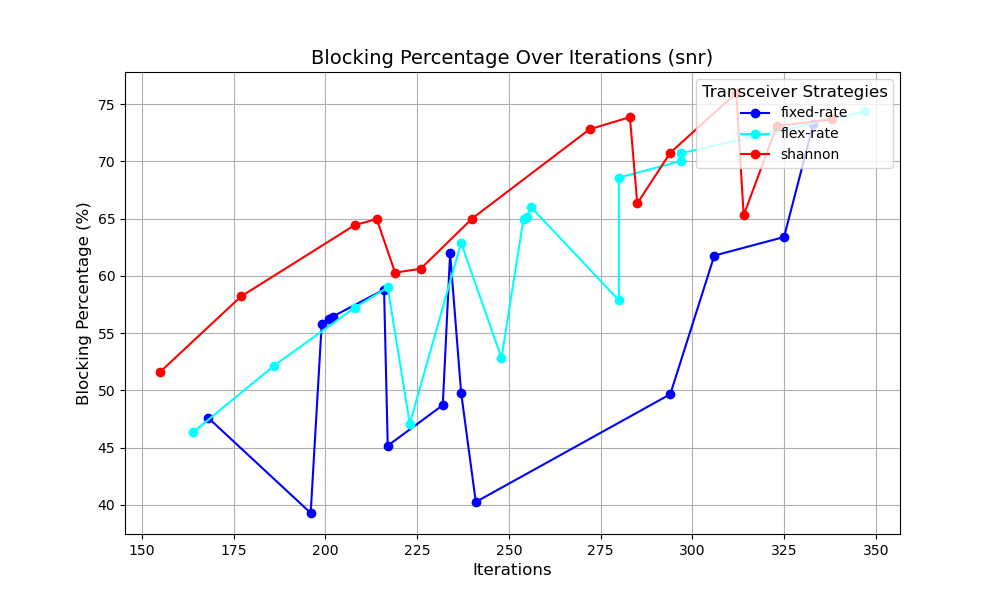 Blocking Percentage Over Iterations (snr)
Transceiver Strategies
fixed-rate
flex-rate
shannon
Blocking Percentage (%)
75
70
65
60
55
50
45
40
150 175 200 225 250 275 300 325 350
Iterations